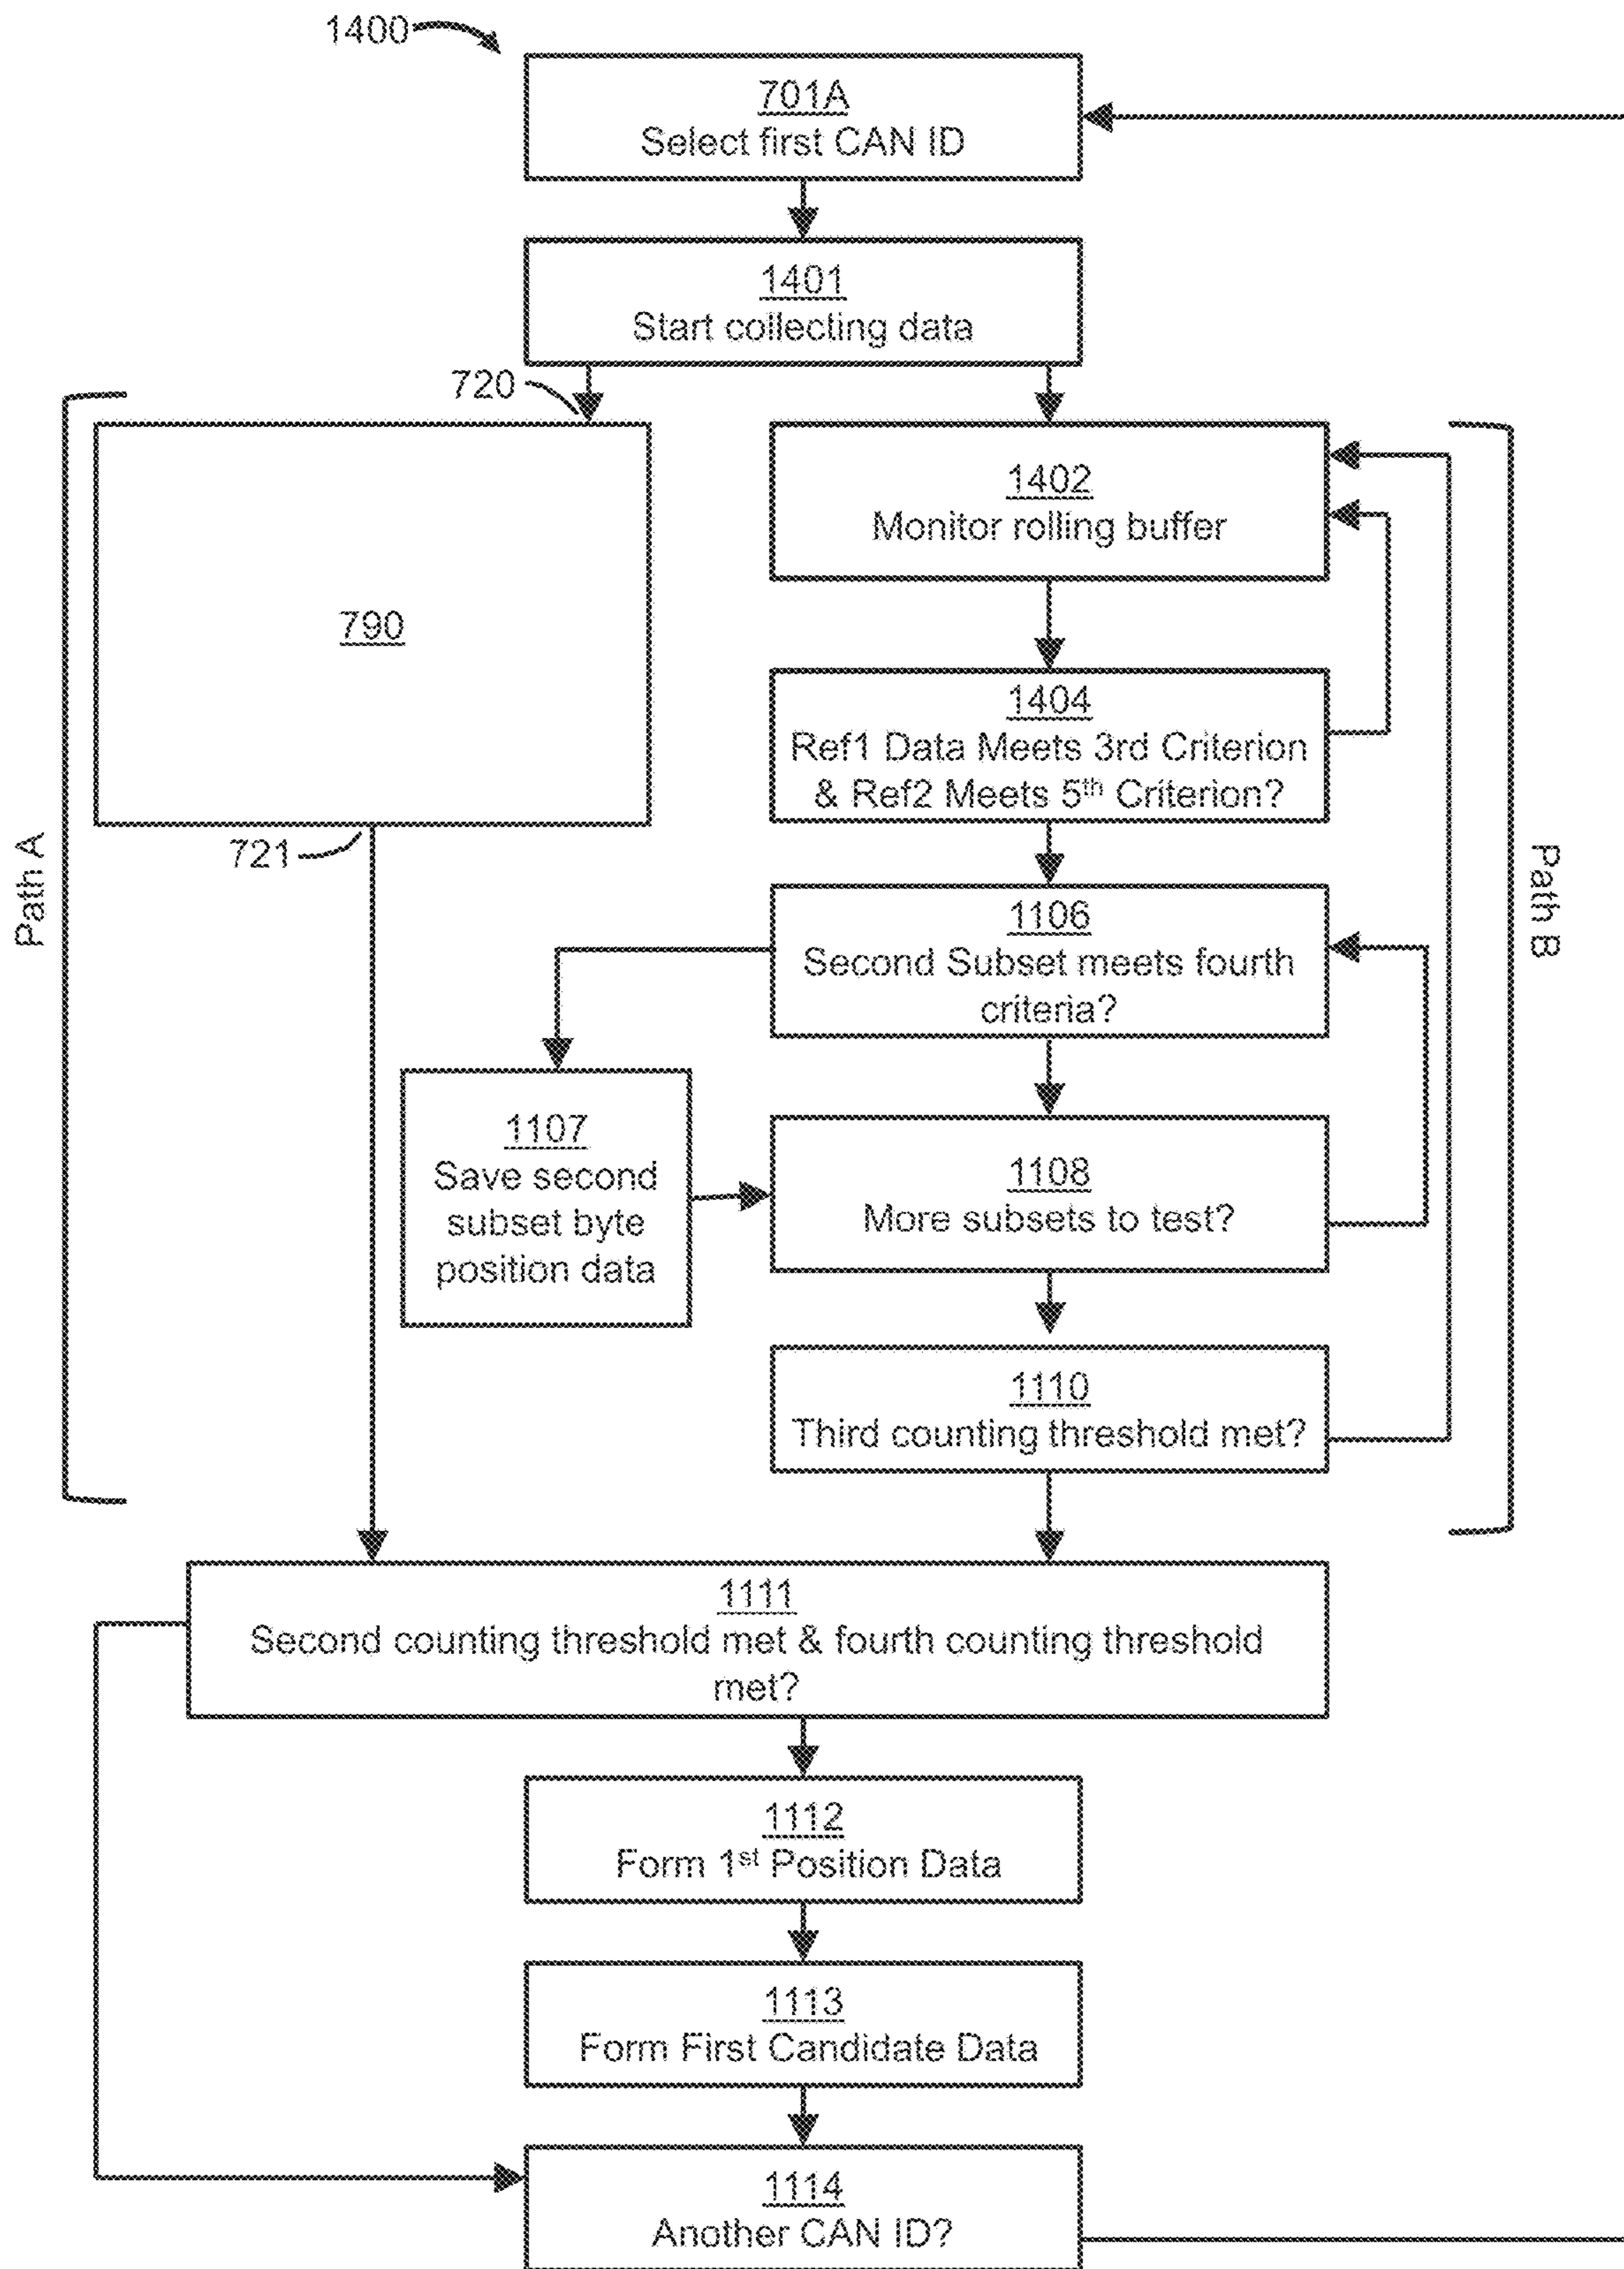 1400
701A
Select first CAN ID
1401
Start collecting data
720
1402
Monitor rolling buffer
790
1404
Ref1 Data Meets 3rd Criterion
& Ref2 Meets 5th Criterion?
721
Path A
Path B
1106
Second Subset meets fourth
criteria?
1107
Save second
subset byte
position data
1108
More subsets to test?
1110
Third counting threshold met?
1111
Second counting threshold met & fourth counting threshold
met?
1112
Form 1st Position Data
1113
Form First Candidate Data
1114
Another CAN ID?